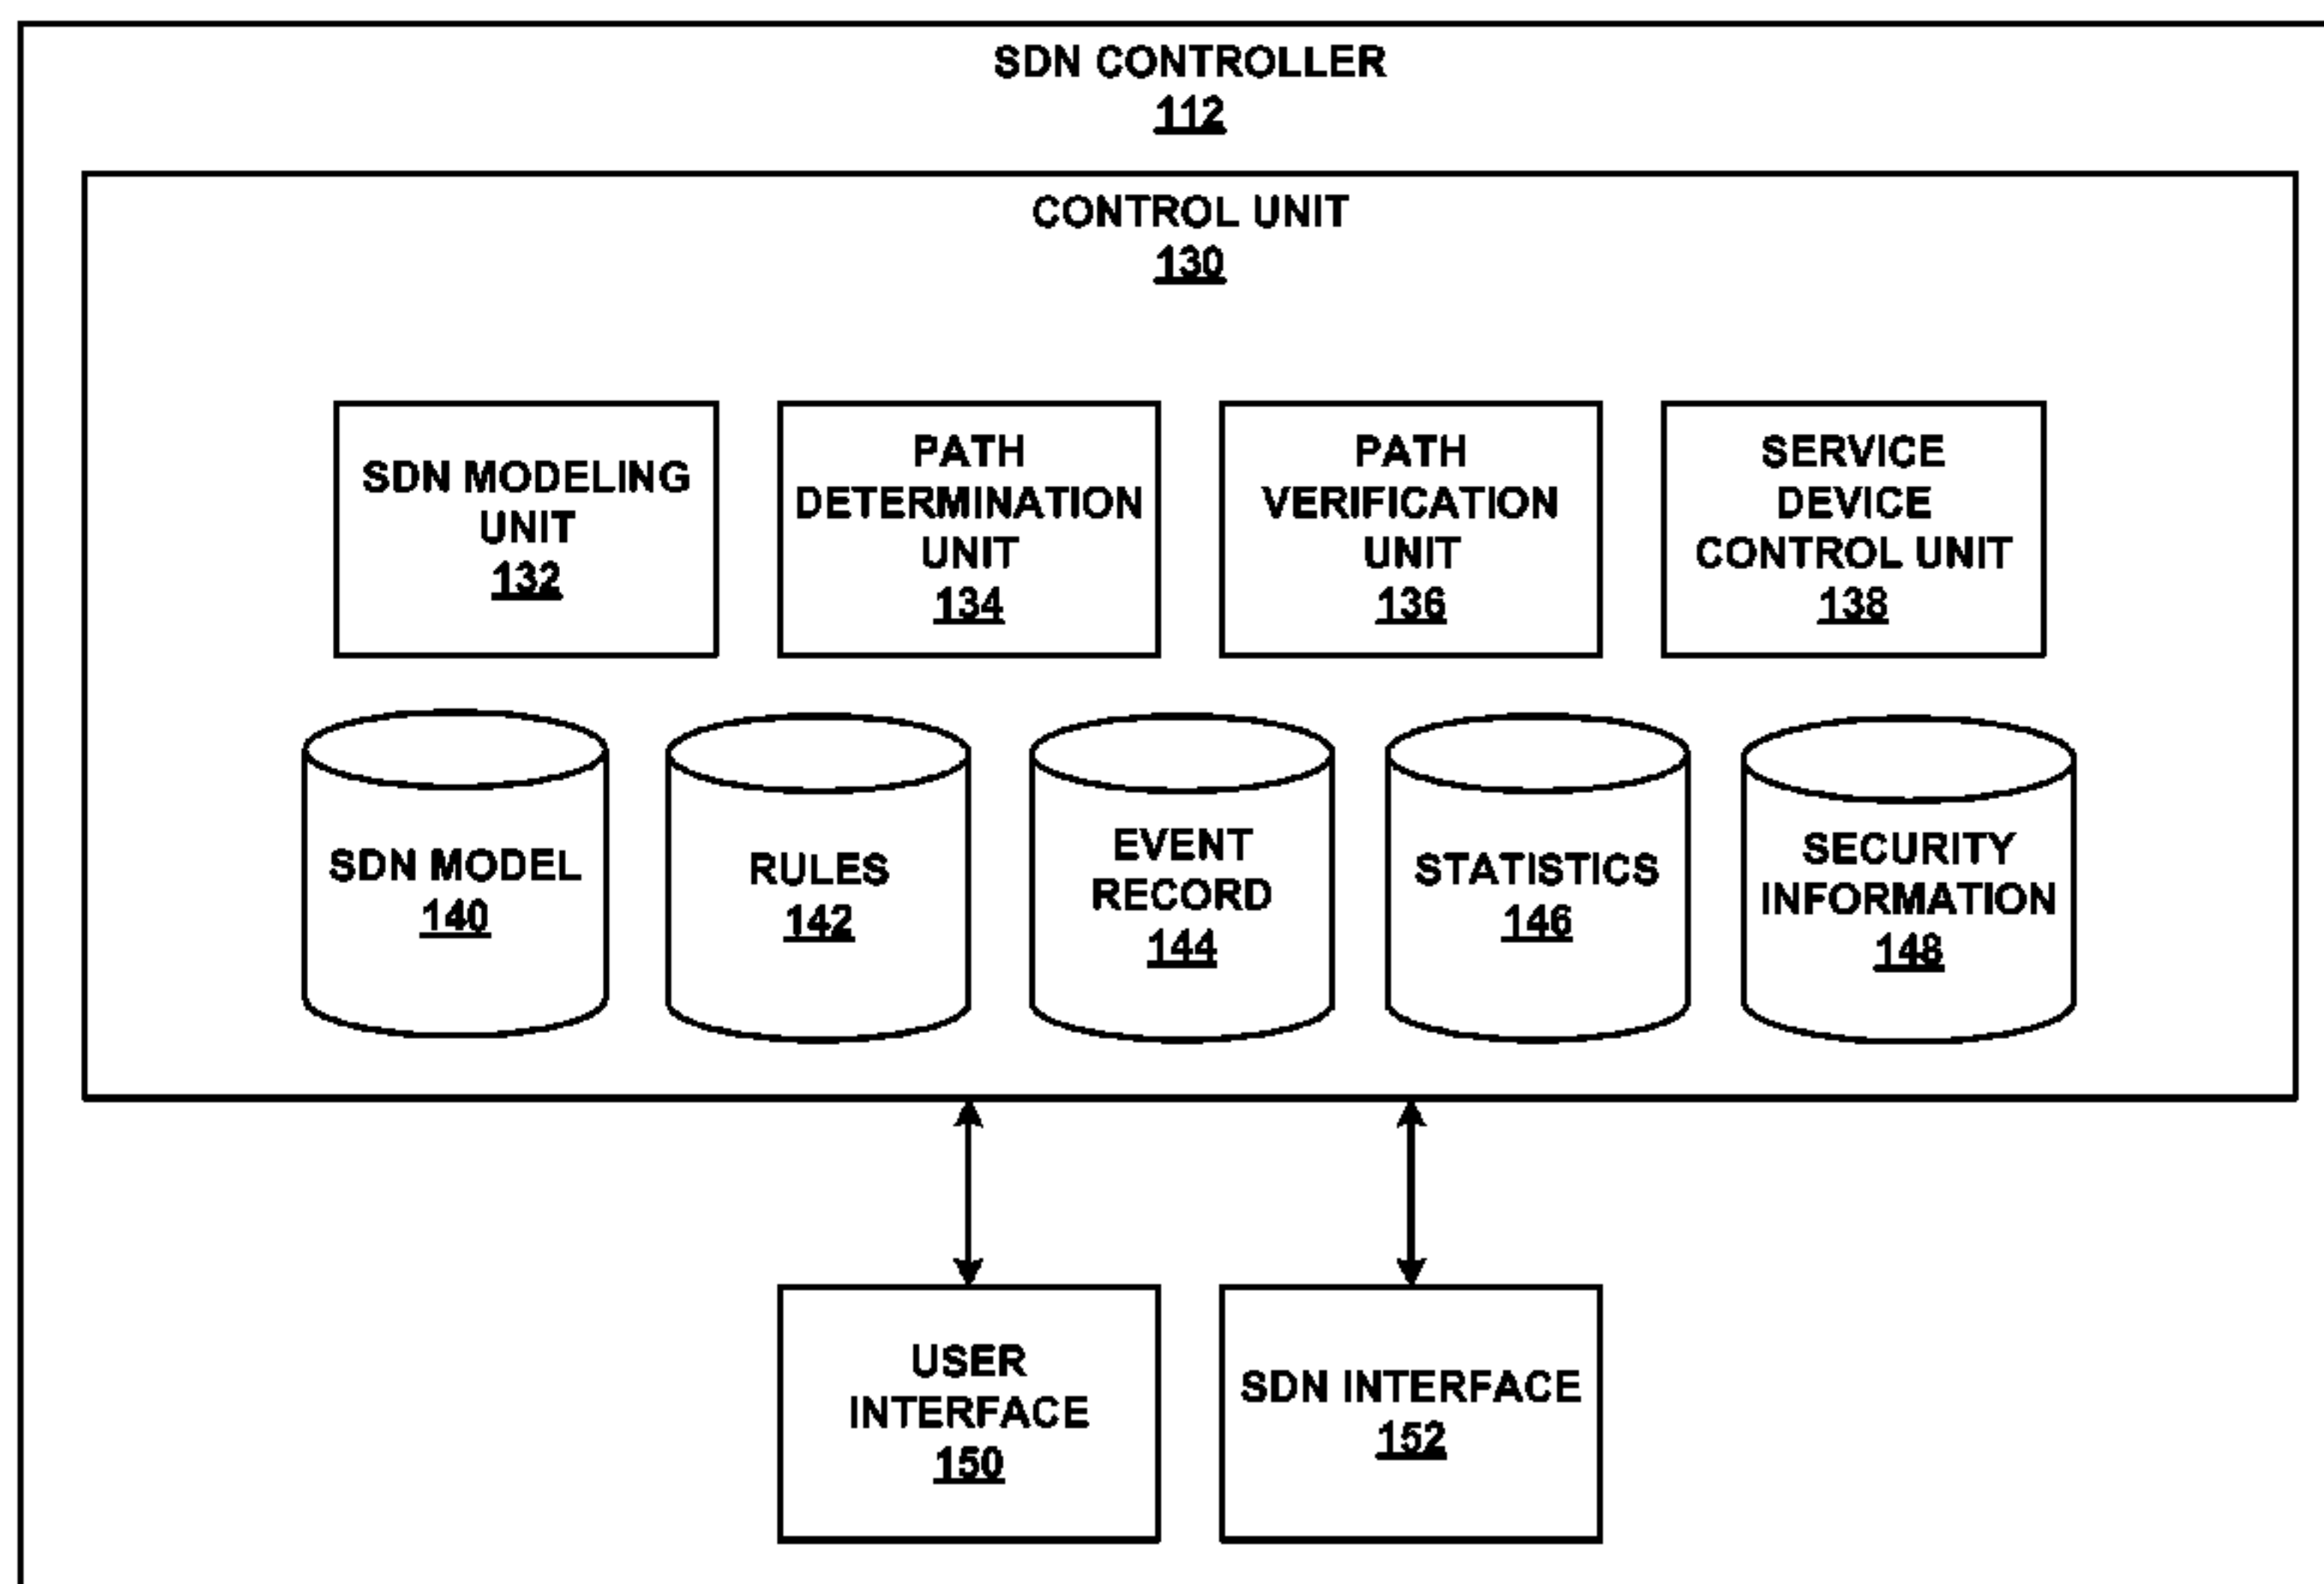 SDN CONTROLLER
112
CONTROL UNIT
130
SDN MODELING
UNIT
132
PATH
DETERMINATION
UNIT
134
PATH
VERIFICATION
UNIT
136
SERVICE
DEVICE
CONTROL UNIT
138
SDN MODEL
140
RULES
142
EVENT
RECORD
144
STATISTICS
146
SECURITY
INFORMATION
148
USER
INTERFACE
150
SDN INTERFACE
152